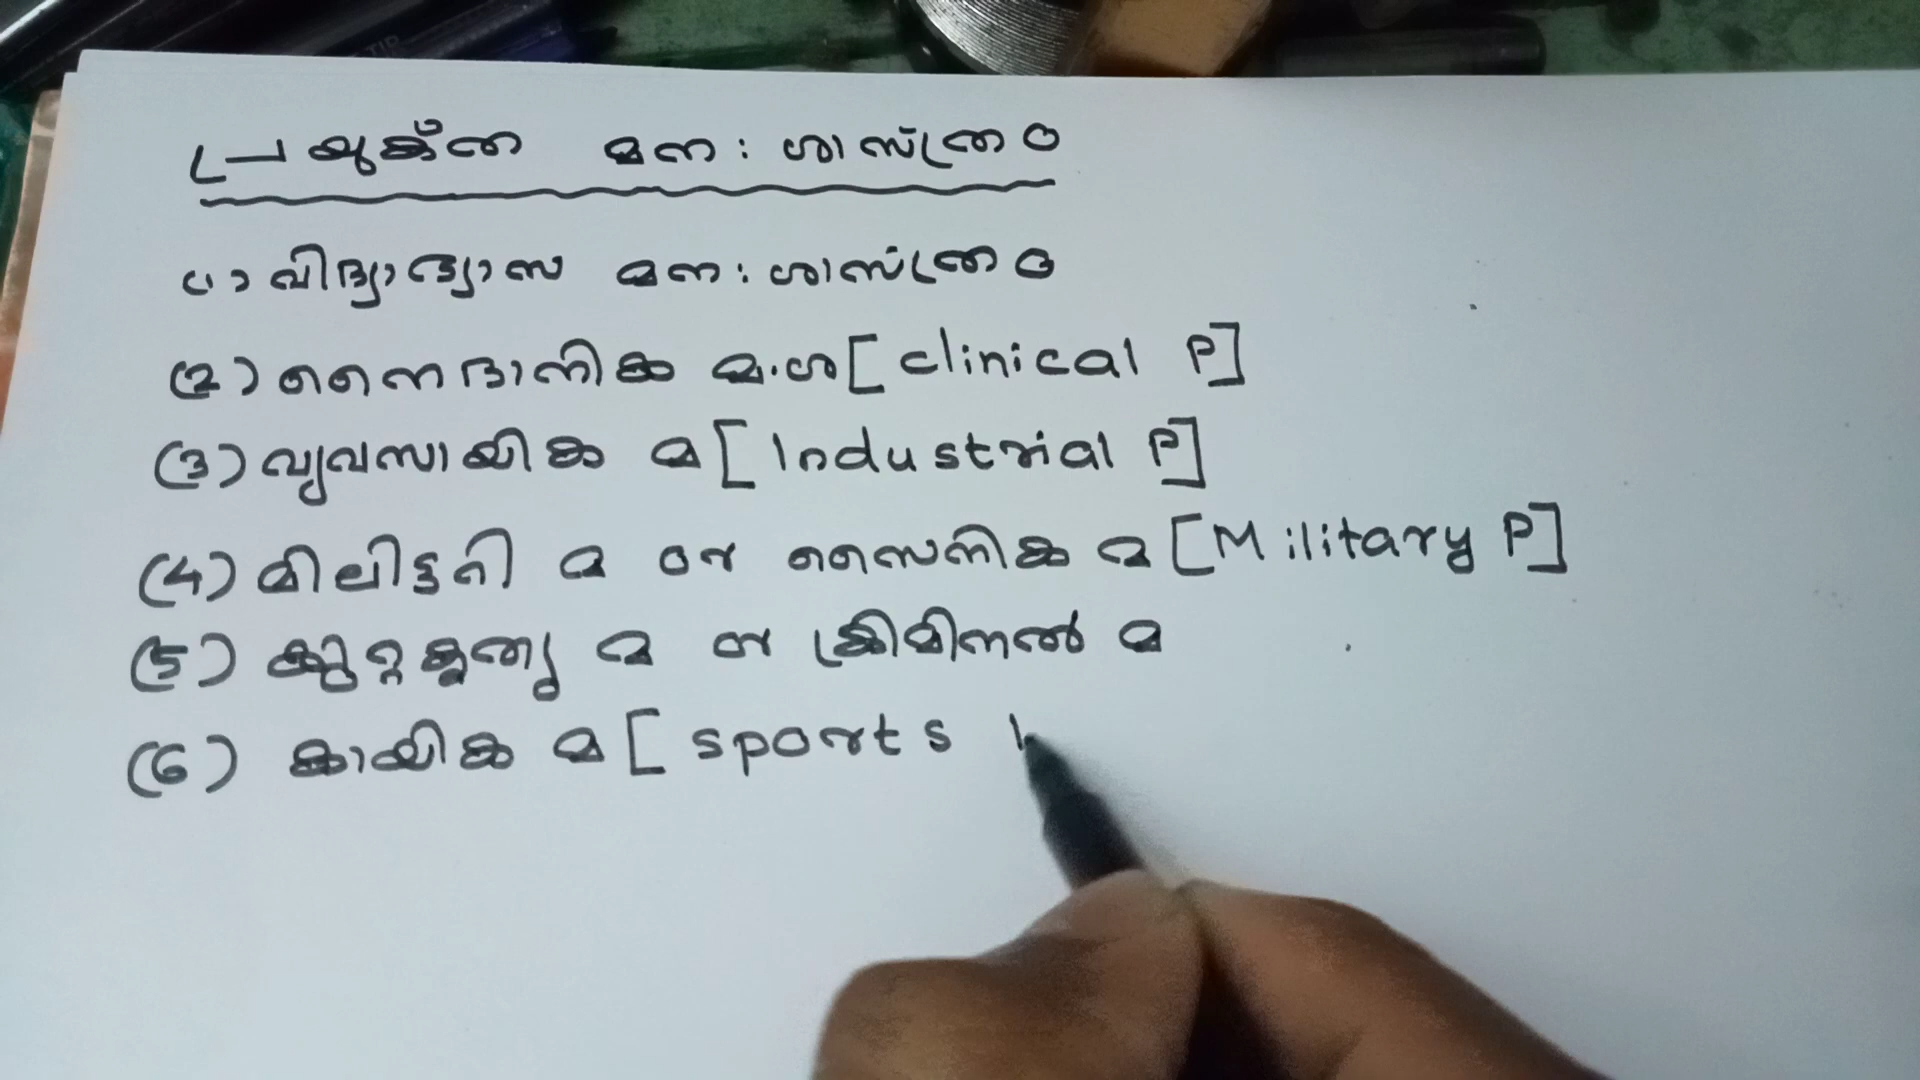 പ്രയുക്ത മന:ശാസ്ത്രം
(1) വിദ്യാഭ്യാസ മന:ശാസ്ത്രം
(2) നൈദാനിക മ.ശ [clinical P]
(3) വ്യവസായിക മ [Industrial P]
(4) മിലിട്ടറി മ or സൈനിക മ [Military P]
(5) കുറ്റകൃത്യ മ or ക്രിമിനൽ മ
(6) കായിക മ [sports